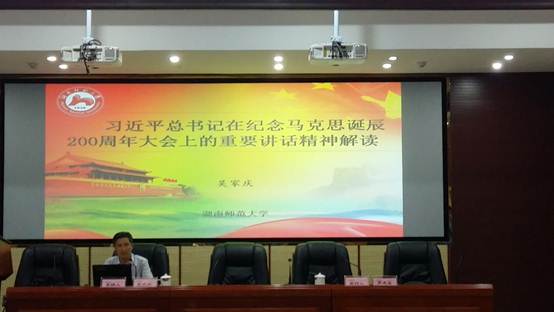 习近平总书记在纪念马克思诞辰
200周年大会上的重要讲话精神解读
吴家庆
湖南师范大学